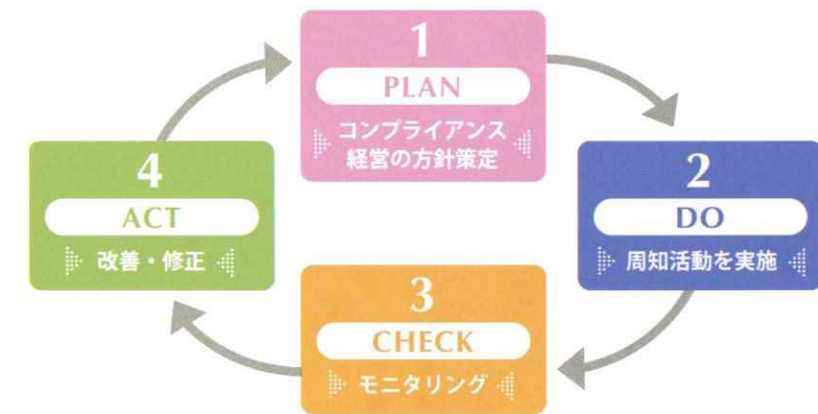 1
PLAN
コンプライアンス
経営の方針策定
2
DO
周知活動を実施
3
CHECK
モニタリング
4
ACT
改善・修正